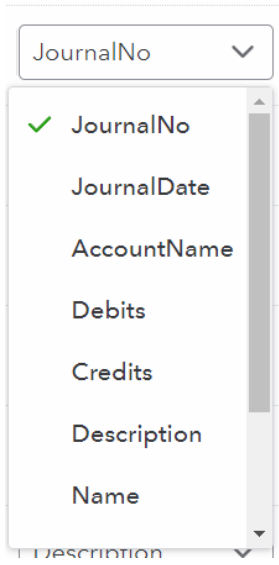 JournalNo
JournalNo
JournalDate
AccountName
Debits
Credits
Description
Name
Description